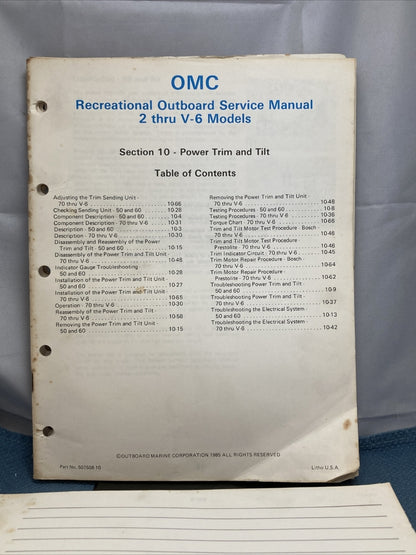 OMC
Recreational Outboard Service Manual
2 thru V-6 Models
Section 10 - Power Trim and Tilt
Table of Contents
Adjusting the Trim Sending Unit -
70 thru V-6 . . . . . . . . . . . . . . . . . . . . . . 10-66
Checking Sending Unit - 50 and 60 . . . . . . . . . 10-28
Component Description - 50 and 60 . . . . . . . . . 10-4
Component Description - 70 thru V-6 . . . . . . . . 10-31
Description - 50 and 60 . . . . . . . . . . . . . . . . 10-3
Description - 70 thru V-6 . . . . . . . . . . . . . . . 10-30
Disassembly and Reassembly of the Power
Trim and Tilt - 50 and 60 . . . . . . . . . . . . . 10-15
Disassembly of the Power Trim and Tilt Unit -
70 thru V-6 . . . . . . . . . . . . . . . . . . . . . . 10-48
Indicator Gauge Troubleshooting -
50 and 60 . . . . . . . . . . . . . . . . . . . . . . . 10-28
Installation of the Power Trim and Tilt Unit -
50 and 60 . . . . . . . . . . . . . . . . . . . . . . . 10-27
Installation of the Power Trim and Tilt Unit -
70 thru V-6 . . . . . . . . . . . . . . . . . . . . . . 10-65
Operation - 70 thru V-6 . . . . . . . . . . . . . . . . 10-30
Reassembly of the Power Trim and Tilt -
70 thru V-6 . . . . . . . . . . . . . . . . . . . . . . 10-58
Removing the Power Trim and Tilt Unit -
50 and 60 . . . . . . . . . . . . . . . . . . . . . . . 10-15
Removing the Power Trim and Tilt Unit -
70 thru V-6 . . . . . . . . . . . . . . . . . . . . . . 10-48
Testing Procedures - 50 and 60 . . . . . . . . . . . 10-8
Testing Procedures - 70 thru V-6 . . . . . . . . . . 10-36
Torque Chart - 70 thru V-6 . . . . . . . . . . . . . . 10-66
Trim and Tilt Motor Test Procedure - Bosch -
70 thru V-6 . . . . . . . . . . . . . . . . . . . . . . 10-46
Trim and Tilt Motor Test Procedure -
Prestolite - 70 thru V-6 . . . . . . . . . . . . . . 10-46
Trim Indicator Circuit - 70 thru V-6 . . . . . . . . . 10-45
Trim Motor Repair Procedure - Bosch -
70 thru V-6 . . . . . . . . . . . . . . . . . . . . . . 10-64
Trim Motor Repair Procedure -
Prestolite - 70 thru V-6 . . . . . . . . . . . . . . 10-62
Troubleshooting Power Trim and Tilt -
50 and 60 . . . . . . . . . . . . . . . . . . . . . . . 10-9
Troubleshooting Power Trim and Tilt -
70 thru V-6 . . . . . . . . . . . . . . . . . . . . . . 10-37
Troubleshooting the Electrical System -
50 and 60 . . . . . . . . . . . . . . . . . . . . . . . 10-13
Troubleshooting the Electrical System -
70 thru V-6 . . . . . . . . . . . . . . . . . . . . . . 10-42
©OUTBOARD MARINE CORPORATION 1985 ALL RIGHTS RESERVED
Part No. 507508-10
Litho U.S.A.